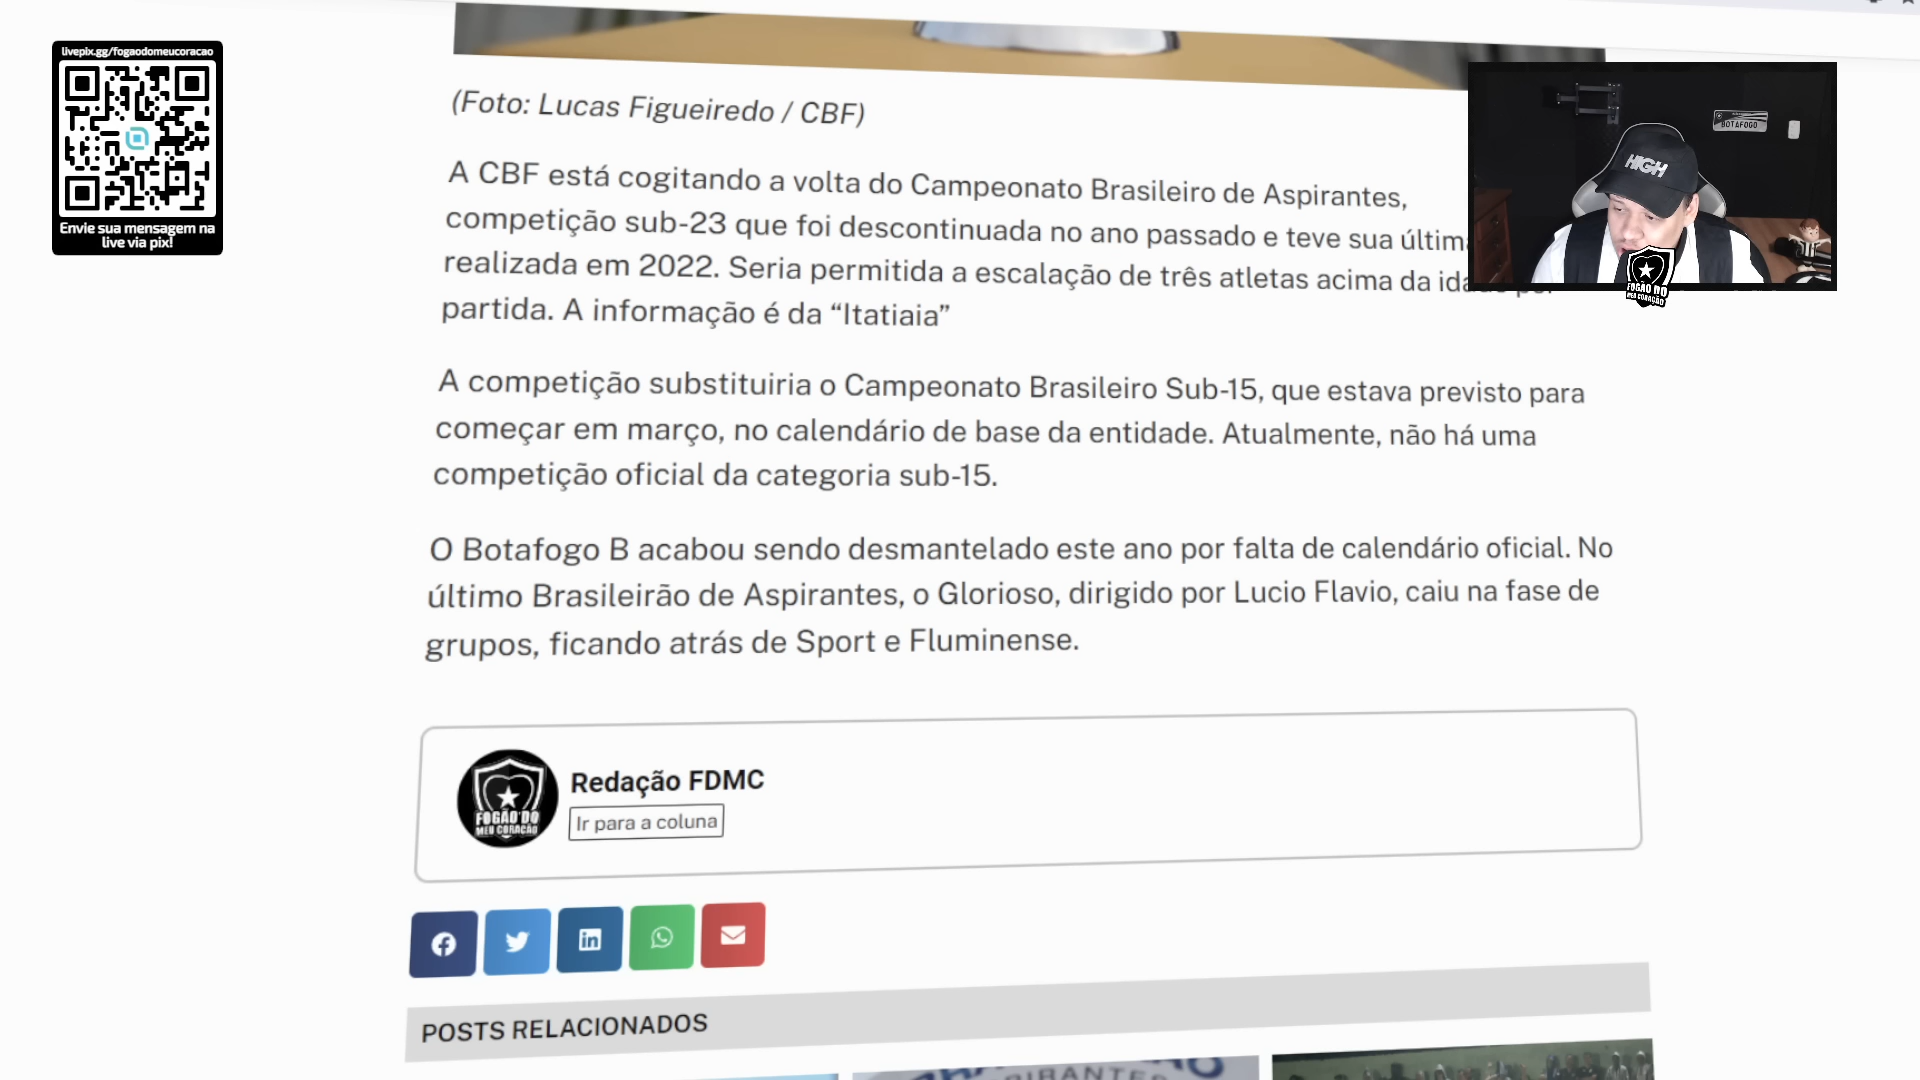 livepix.gg/fogaodomeucoracao
Envie sua mensagem na
live via pix!
(Foto: Lucas Figueiredo / CBF)
A CBF está cogitando a volta do Campeonato Brasileiro de Aspirantes,
competição sub-23 que foi descontinuada no ano passado e teve sua
realizada em 2022. Seria permitida a escalação de três atletas acima da
partida. A informação é da “Itatiaia”
A competição substituiria o Campeonato Brasileiro Sub-15, que estava previsto para
começar em março, no calendário de base da entidade. Atualmente, não há uma
competição oficial da categoria sub-15.
O Botafogo B acabou sendo desmantelado este ano por falta de calendário oficial. No
último Brasileirão de Aspirantes, o Glorioso, dirigido por Lucio Flavio, caiu na fase de
grupos, ficando atrás de Sport e Fluminense.
BOTAFOGO
HIGH
FOGÃO DO
MEU CORAÇÃO
FOGÃO DO
MEU CORAÇÃO
Redação FDMC
Ir para a coluna
POSTS RELACIONADOS